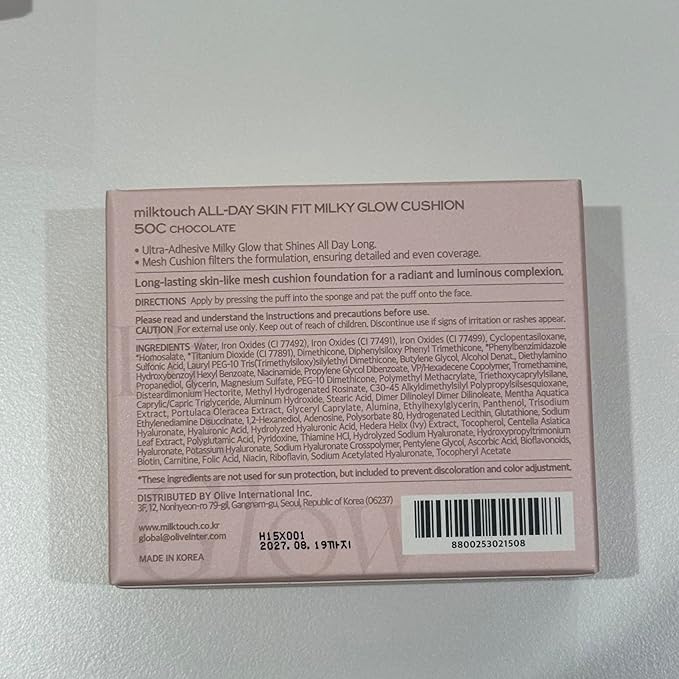 milktouch ALL-DAY SKIN FIT MILKY GLOW CUSHION
50C CHOCOLATE
• Ultra-Adhesive Milky Glow that Shines All Day Long.
• Mesh Cushion filters the formulation, ensuring detailed and even coverage.
Long-lasting skin-like mesh cushion foundation for a radiant and luminous complexion.
DIRECTIONS Apply by pressing the puff into the sponge and pat the puff onto the face.
Please read and understand the instructions and precautions before use.
CAUTION For external use only. Keep out of reach of children. Discontinue use if signs of irritation or rashes appear.
INGREDIENTS Water, Iron Oxides (CI 77492), Iron Oxides (CI 77491), Iron Oxides (CI 77499), Cyclopentasiloxane,
*Homosalate, *Titanium Dioxide (CI 77891), Dimethicone, Diphenylsiloxy Phenyl Trimethicone, *Phenylbenzimidazole
Sulfonic Acid, Lauryl PEG-10 Tris(Trimethylsiloxy)silylethyl Dimethicone, Butylene Glycol, Alcohol Denat., Diethylamino
Hydroxybenzoyl Hexyl Benzoate, Niacinamide, Propylene Glycol Dibenzoate, VP/Hexadecene Copolymer, Tromethamine,
Propanediol, Glycerin, Magnesium Sulfate, PEG-10 Dimethicone, Polymethyl Methacrylate, Triethoxycaprylylsilane,
Disteardimonium Hectorite, Methyl Hydrogenated Rosinate, C30-45 Alkyldimethylsilyl Polypropylsilsesquioxane,
Caprylic/Capric Triglyceride, Aluminum Hydroxide, Stearic Acid, Dimer Dilinoleyl Dimer Dilinoleate, Mentha Aquatica
Extract, Portulaca Oleracea Extract, Glyceryl Caprylate, Alumina, Ethylhexylglycerin, Panthenol, Trisodium
Ethylenediamine Disuccinate, 1,2-Hexanediol, Adenosine, Polysorbate 80, Hydrogenated Lecithin, Glutathione, Sodium
Hyaluronate, Hyaluronic Acid, Hydrolyzed Hyaluronic Acid, Hedera Helix (Ivy) Extract, Tocopherol, Centella Asiatica
Leaf Extract, Polyglutamic Acid, Pyridoxine, Thiamine HCl, Hydrolyzed Sodium Hyaluronate, Hydroxypropyltrimonium
Hyaluronate, Potassium Hyaluronate, Sodium Hyaluronate Crosspolymer, Pentylene Glycol, Ascorbic Acid, Bioflavonoids,
Biotin, Carnitine, Folic Acid, Niacin, Riboflavin, Sodium Acetylated Hyaluronate, Tocopheryl Acetate
*These ingredients are not used for sun protection, but included to prevent discoloration and color adjustment.
DISTRIBUTED BY Olive International Inc.
3F, 12, Nonhyeon-ro 79-gil, Gangnam-gu, Seoul, Republic of Korea (06237)
www.milktouch.co.kr
global@oliveinter.com
MADE IN KOREA
H15X001
2027.08.19까지
8800253021508
Glow